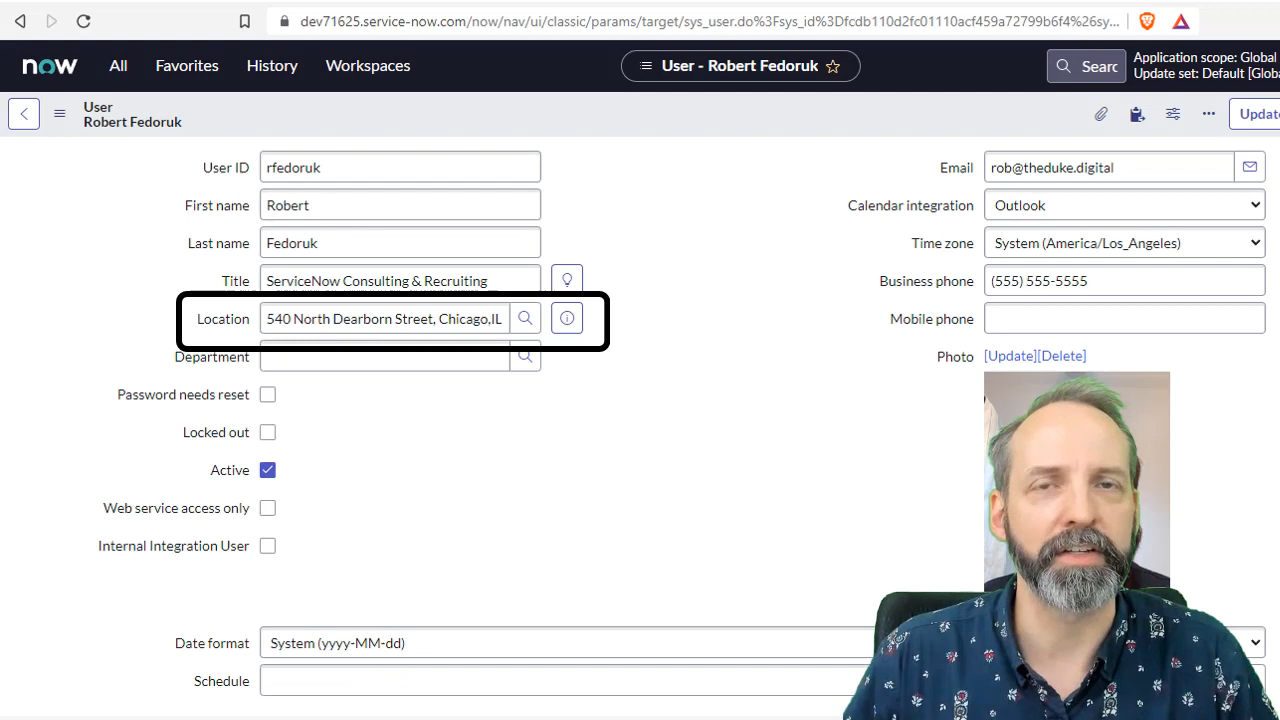 dev71625.service-now.com/now/nav/ui/classic/params/target/sys_user.do%3Fsys_id%3Dfcdb110d2fc01110acf459a72799b6f4%26sy...
now All Favorites History Workspaces User - Robert Fedoruk Searc Application scope: Global
Update set: Default [Globa
User
Robert Fedoruk
Update
User ID rfedoruk
Email rob@theduke.digital
First name Robert
Calendar integration Outlook
Last name Fedoruk
Time zone System (America/Los_Angeles)
Title ServiceNow Consulting & Recruiting
Business phone (555) 555-5555
Location 540 North Dearborn Street, Chicago,IL
Mobile phone
Department
Photo [Update][Delete]
Password needs reset
Locked out
Active
Web service access only
Internal Integration User
Date format System (yyyy-MM-dd)
Schedule